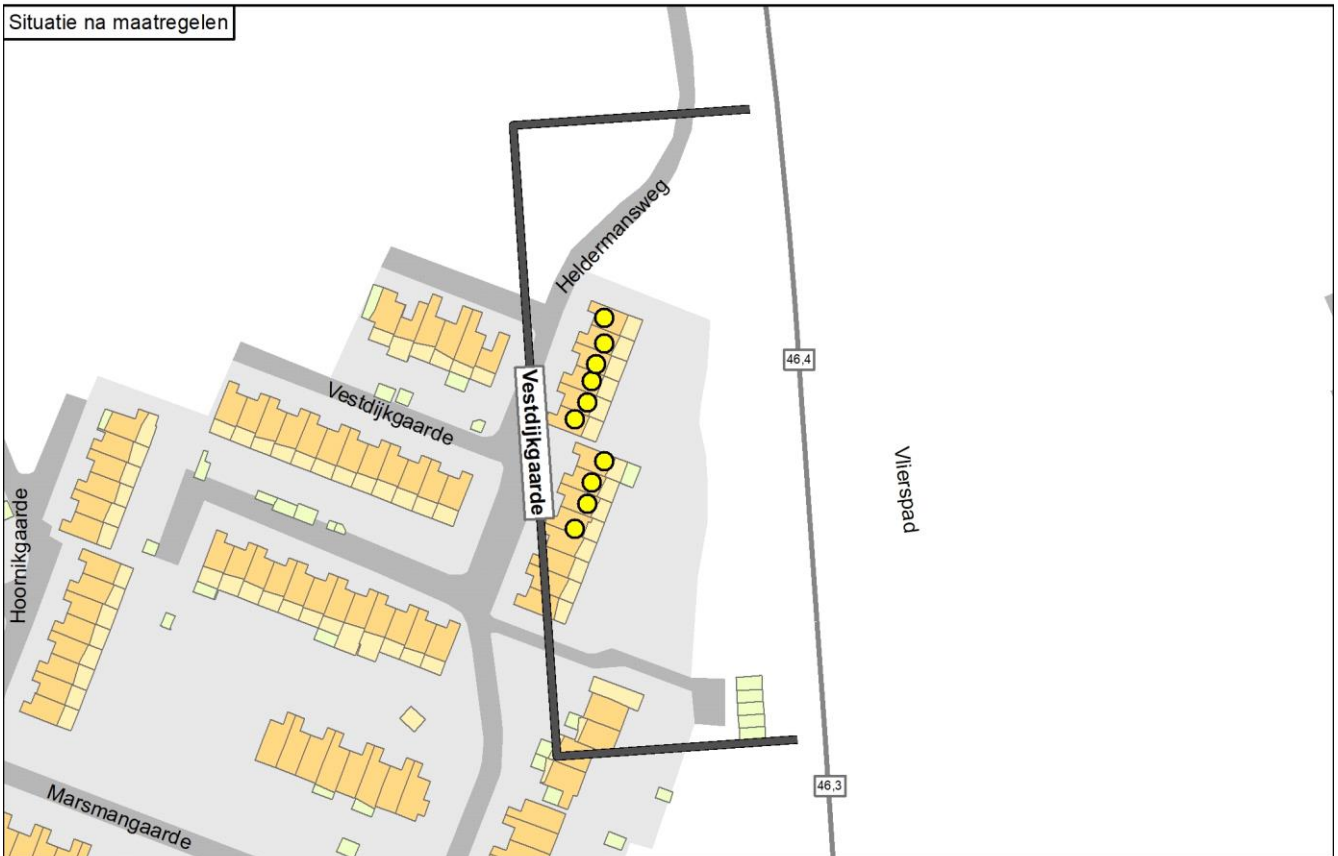 Situatie na maatregelen
Heldermansweg
46,4
Vestdijkgaarde
Vestdijkgaarde
Vlierspad
Hoornikgaarde
46,3
Marsmangaarde